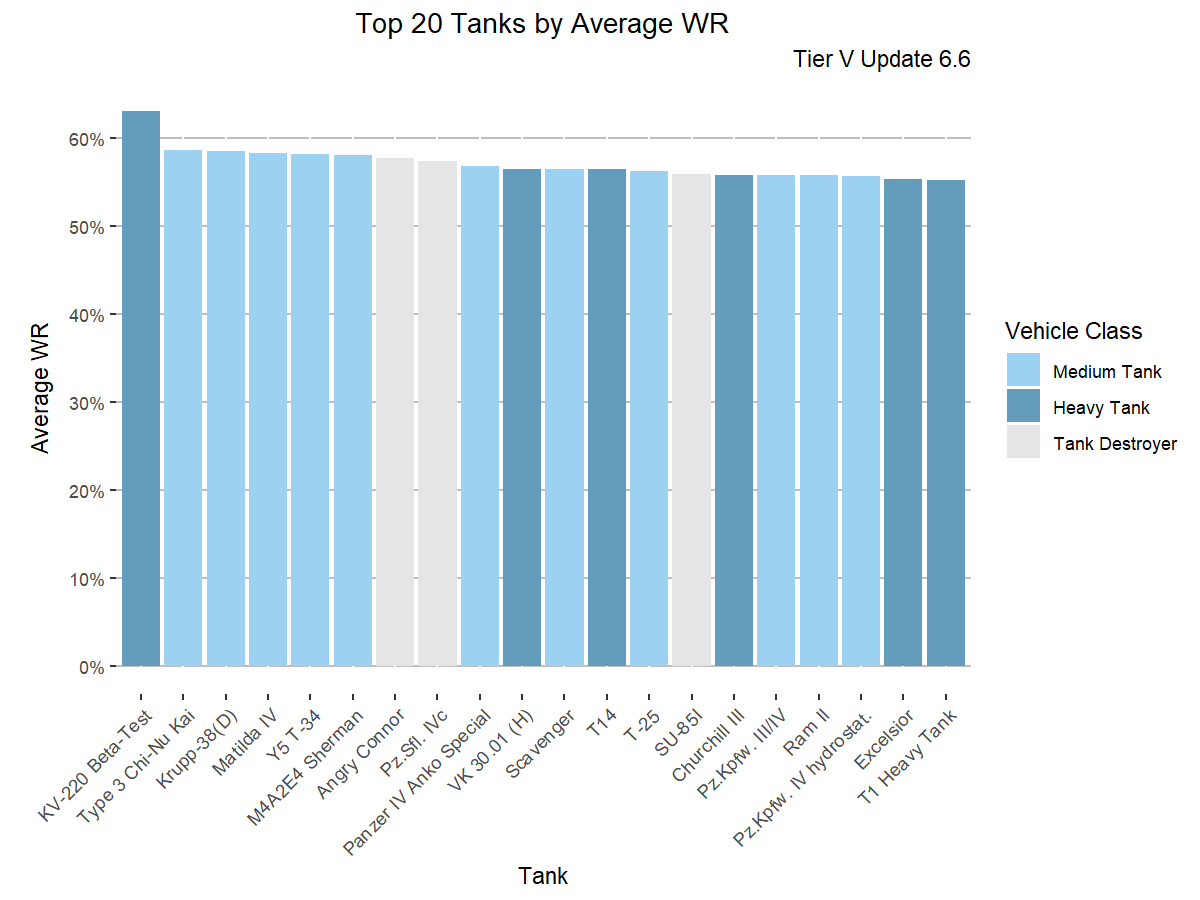 Top 20 Tanks by Average WR
Tier V Update 6.6
Average WR
60%
50%
40%
30%
20%
10%
0%
KV-220 Beta-Test
Type 3 Chi-Nu Kai
Krupp-38(D)
Matilda IV
Y5 T-34
M4A2E4 Sherman
Angry Connor
Pz.Sfl. IVc
Panzer IV Anko Special
VK 30.01 (H)
Scavenger
T14
T-25
SU-85I
Churchill III
Pz.Kpfw. III/IV
Ram II
Pz.Kpfw. IV hydrostat.
Excelsior
T1 Heavy Tank
Tank
Vehicle Class
Medium Tank
Heavy Tank
Tank Destroyer